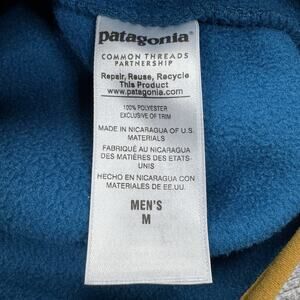 patagonia®
COMMON THREADS
PARTNERSHIP
Repair, Reuse, Recycle
This Product
www.patagonia.com
100% POLYESTER
EXCLUSIVE OF TRIM
MADE IN NICARAGUA OF U.S.
MATERIALS
FABRIQUÉ AU NICARAGUA
DES MATIÈRES DES ETATS-
UNIS
HECHO EN NICARAGUA CON
MATERIALES DE EE.UU.
MEN'S
M